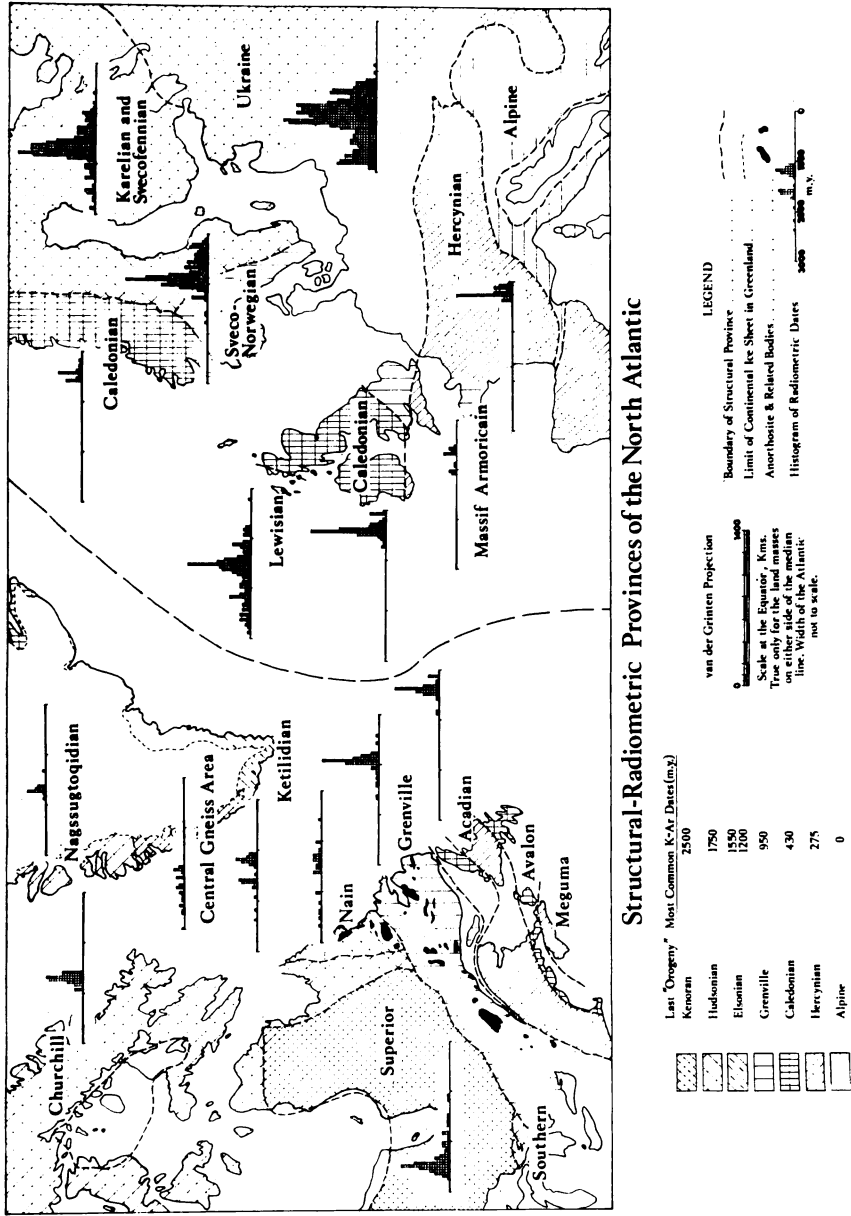 Churchill
Nagssugtoqidian
Caledonian
Karelian and
Svecofennian
Ukraine
Sveco-
Norwegian
Lewisian
Caledonian
Hercynian
Alpine
Massif Armoricain
Central Gneiss Area
Ketilidian
Nain
Grenville
Acadian
Avalon
Meguma
Superior
Southern
Structural-Radiometric Provinces of the North Atlantic
Last "Orogeny" Most Common K-Ar Dates (m.y.)
Kenoran 2500
Hudsonian 1750
Elsonian 1550
1200
Grenville 950
Caledonian 430
Hercynian 275
Alpine 0
van der Grinten Projection
0 1400
Scale at the Equator, Kms.
True only for the land masses
on either side of the median
line. Width of the Atlantic
not to scale.
LEGEND
Boundary of Structural Province
Limit of Continental Ice Sheet in Greenland
Anorthosite & Related Bodies
Histogram of Radiometric Dates
3000 2000 1000 0
m.y.